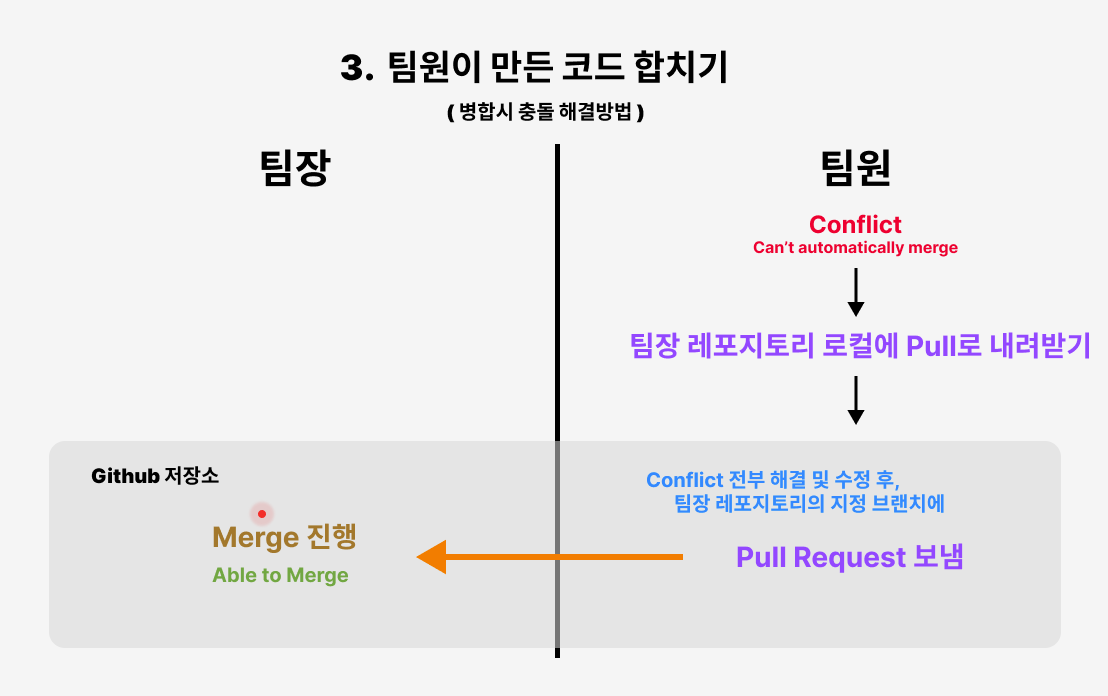 3. 팀원이 만든 코드 합치기
( 병합시 충돌 해결방법 )
팀장
팀원
Conflict
Can't automatically merge
팀장 레포지토리 로컬에 Pull로 내려받기
Github 저장소
Conflict 전부 해결 및 수정 후,
팀장 레포지토리의 지정 브랜치에
Merge 진행
Pull Request 보냄
Able to Merge